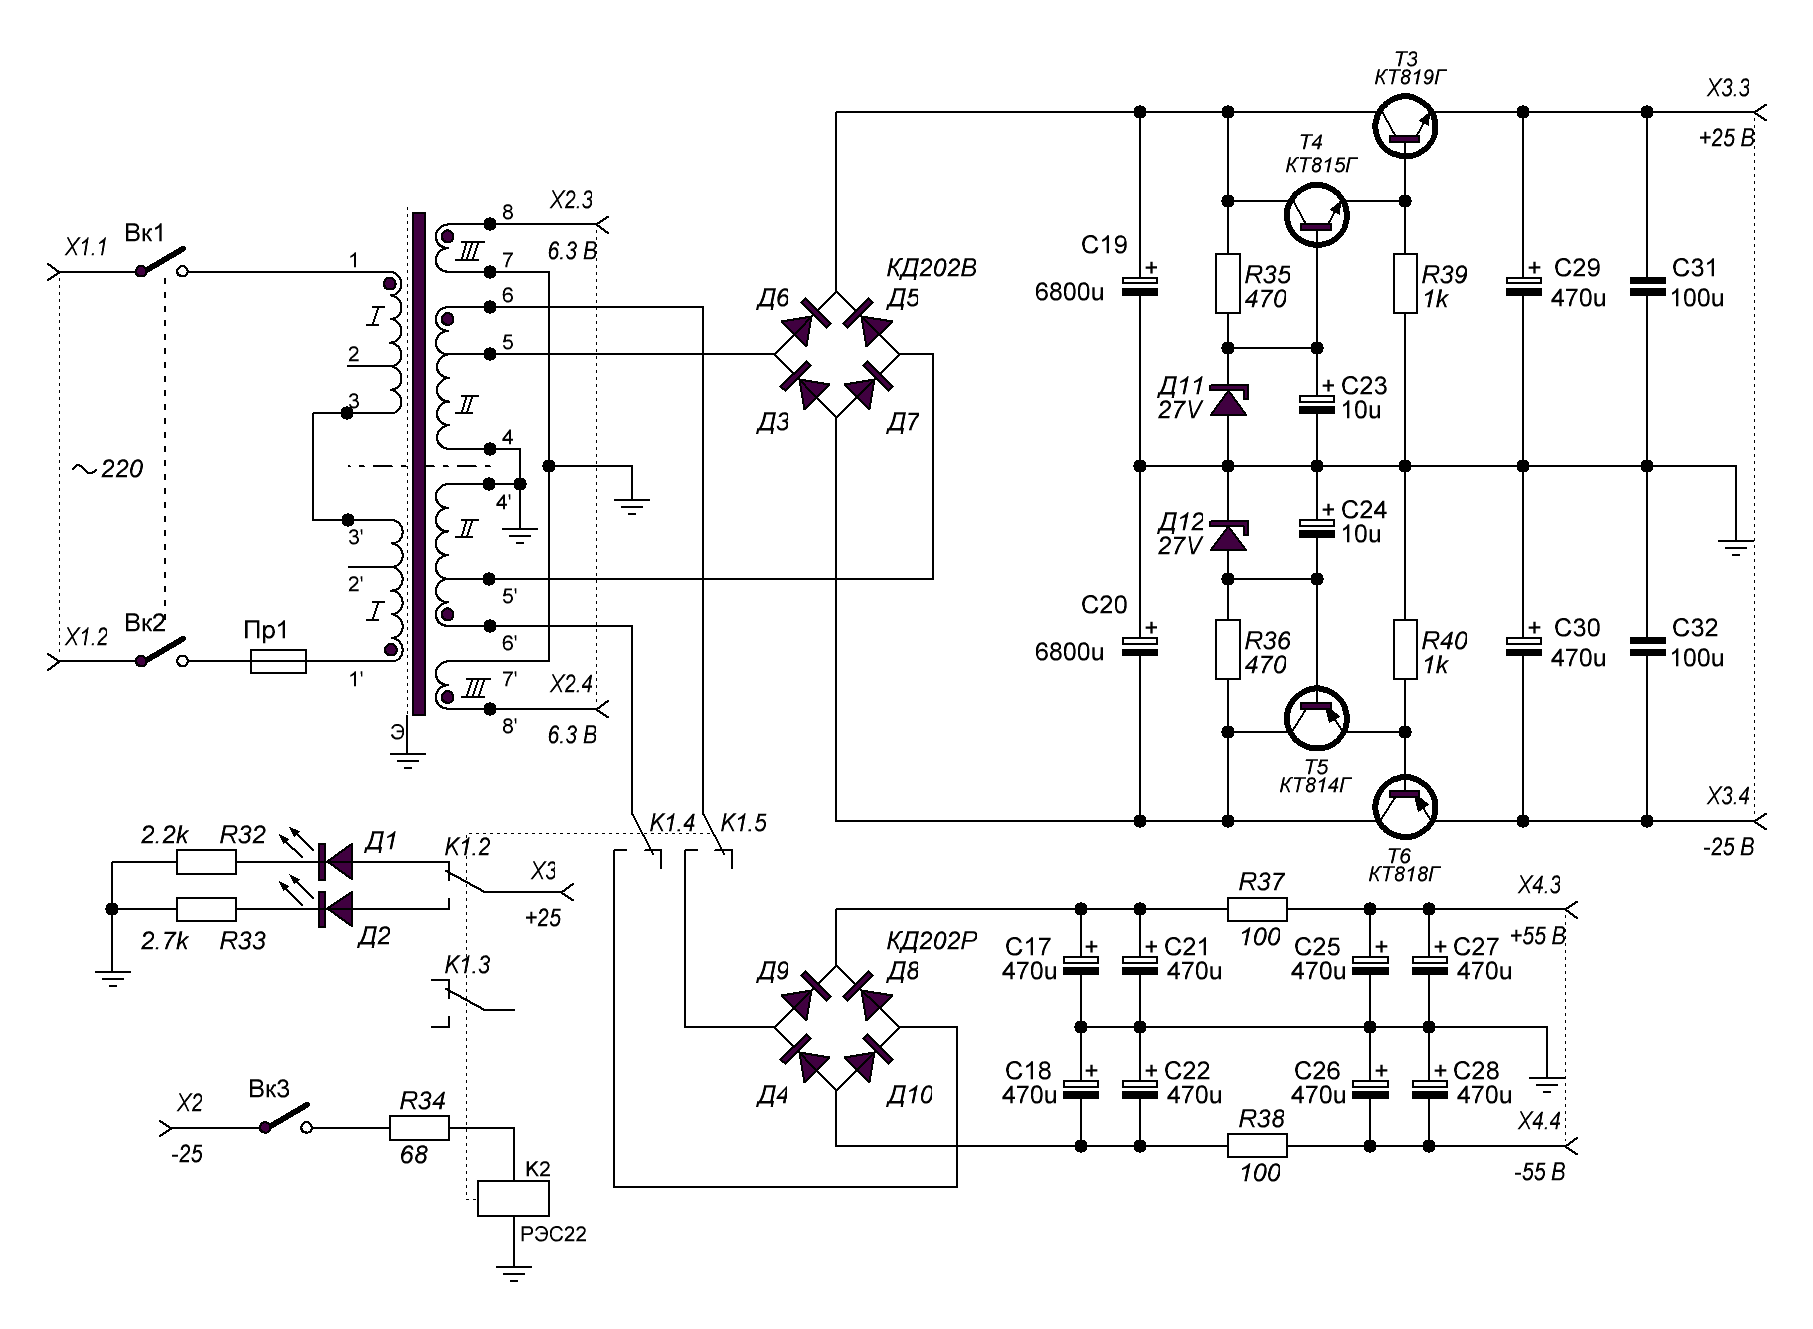 T3
КТ819Г
X3.3
+25 В
T4
КТ815Г
X2.3
8
6.3 В
III
7
Вк1
X1.1
1
I
2
3
6
5
II
4
~220
4'
II
3'
2'
I
5'
6'
Вк2
X1.2
Пр1
1'
III
7'
8'
X2.4
6.3 В
Э
КД202В
Д6
Д5
Д3
Д7
C19
+
6800u
R35
470
R39
1k
+
C29
470u
C31
100u
Д11
27V
+
C23
10u
Д12
27V
+
C24
10u
C20
+
6800u
R36
470
R40
1k
+
C30
470u
C32
100u
T5
КТ814Г
X3.4
-25 В
T6
КТ818Г
K1.4
K1.5
2.2k
R32
Д1
K1.2
X3
+25
2.7k
R33
Д2
K1.3
X2
-25
Вк3
R34
68
K2
РЭС22
КД202Р
Д9
Д8
Д4
Д10
R37
100
X4.3
+55 В
C17
470u
+
+
C21
470u
C25
470u
+
+
C27
470u
C18
470u
+
+
C22
470u
C26
470u
+
+
C28
470u
R38
100
X4.4
-55 В